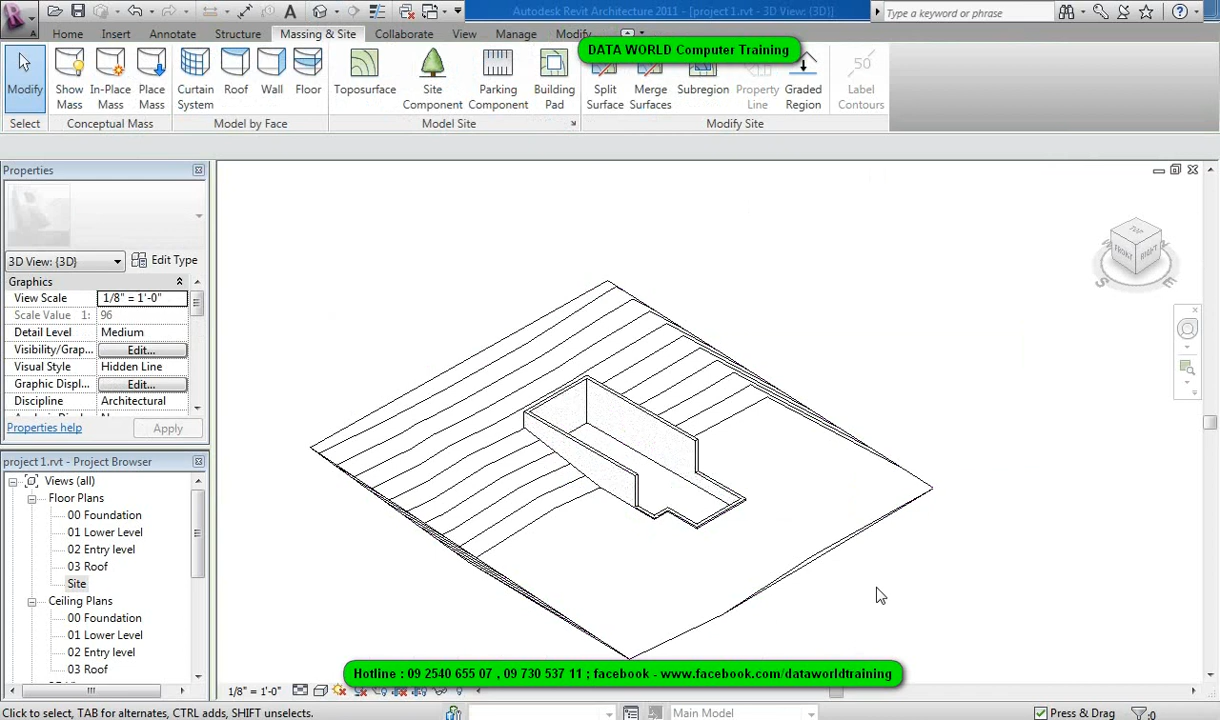 Autodesk Revit Architecture 2011 - [project 1.rvt - 3D View: {3D}]
Type a keyword or phrase
Home Insert Annotate Structure Massing & Site Collaborate View Manage Modify
DATA WORLD Computer Training
Modify
Show Mass
In-Place Mass
Place Mass
Curtain System
Roof
Wall
Floor
Toposurface
Site Component
Parking Component
Building Pad
Split Surface
Merge Surfaces
Subregion
Property Line
Graded Region
50
Label Contours
Select
Conceptual Mass
Model by Face
Model Site
Modify Site
Properties
3D View: {3D}
Edit Type
Graphics
View Scale 1/8" = 1'-0"
Scale Value 1: 96
Detail Level Medium
Visibility/Grap... Edit...
Visual Style Hidden Line
Graphic Displ... Edit...
Discipline Architectural
Properties help
Apply
project 1.rvt - Project Browser
Views (all)
Floor Plans
00 Foundation
01 Lower Level
02 Entry level
03 Roof
Site
Ceiling Plans
00 Foundation
01 Lower Level
02 Entry level
03 Roof
FRONT
RIGHT
S
E
Hotline : 09 2540 655 07 , 09 730 537 11 ; facebook - www.facebook.com/dataworldtraining
1/8" = 1'-0"
Click to select, TAB for alternates, CTRL adds, SHIFT unselects.
Main Model
Press & Drag
:0